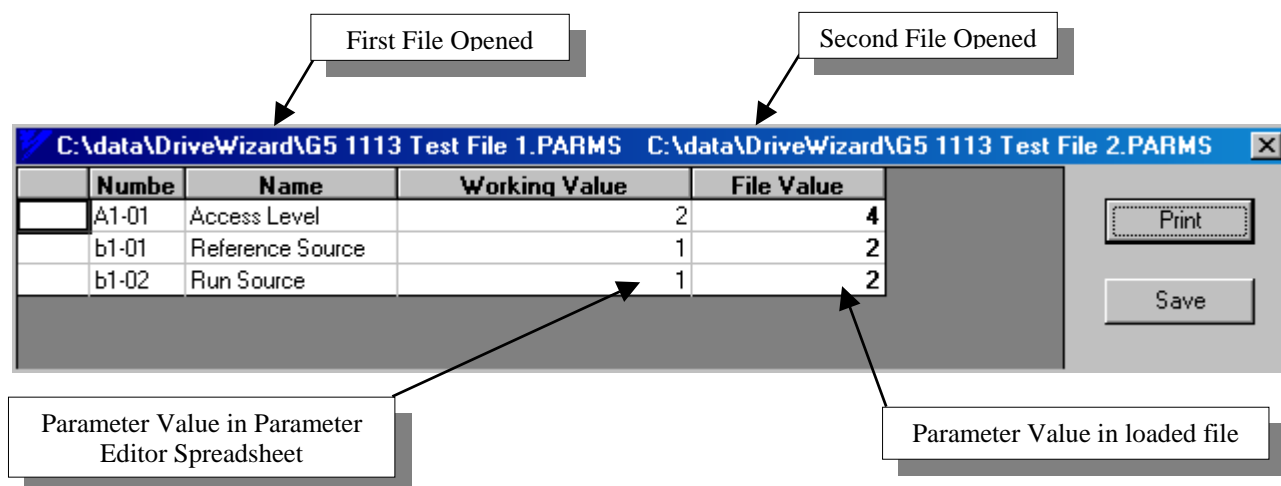 First File Opened
Second File Opened
C:\data\DriveWizard\G5 1113 Test File 1.PARMS C:\data\DriveWizard\G5 1113 Test File 2.PARMS
Numbe Name Working Value File Value
A1-01 Access Level 2 4
b1-01 Reference Source 1 2
b1-02 Run Source 1 2
Print
Save
Parameter Value in Parameter
Editor Spreadsheet
Parameter Value in loaded file